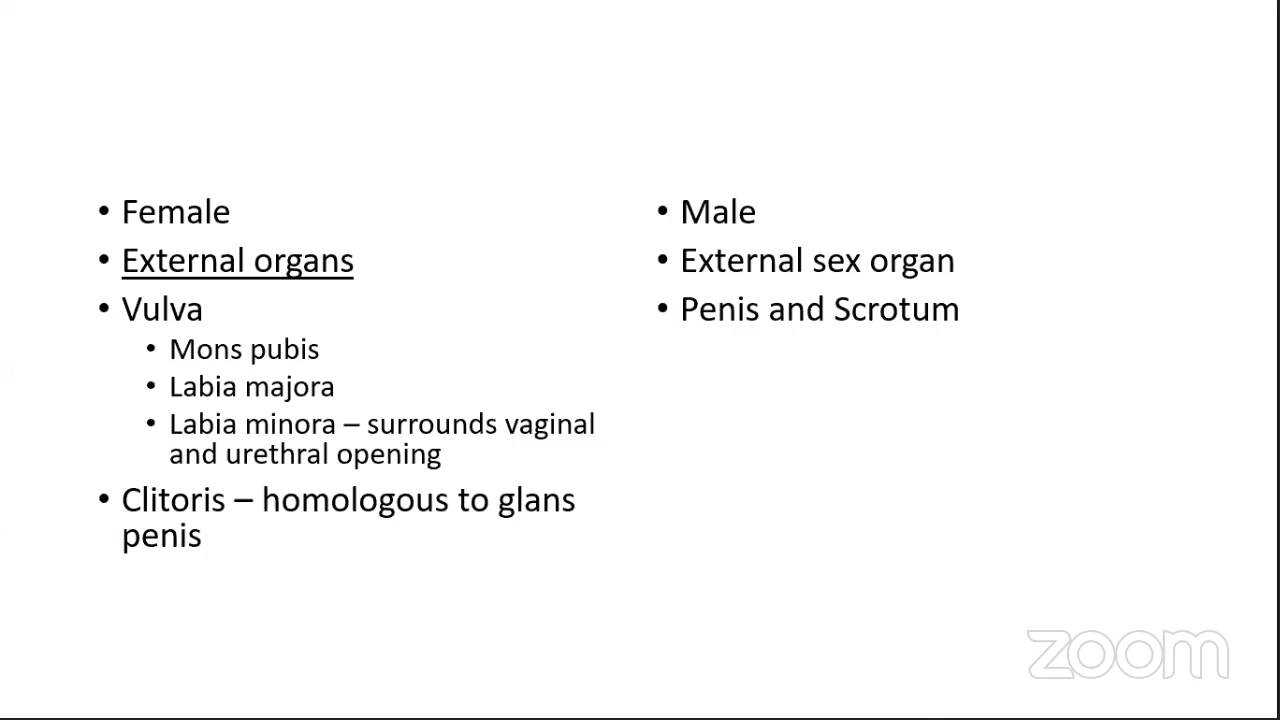 • Female
• External organs
• Vulva
• Mons pubis
• Labia majora
• Labia minora – surrounds vaginal
and urethral opening
• Clitoris – homologous to glans
penis
• Male
• External sex organ
• Penis and Scrotum
zoom